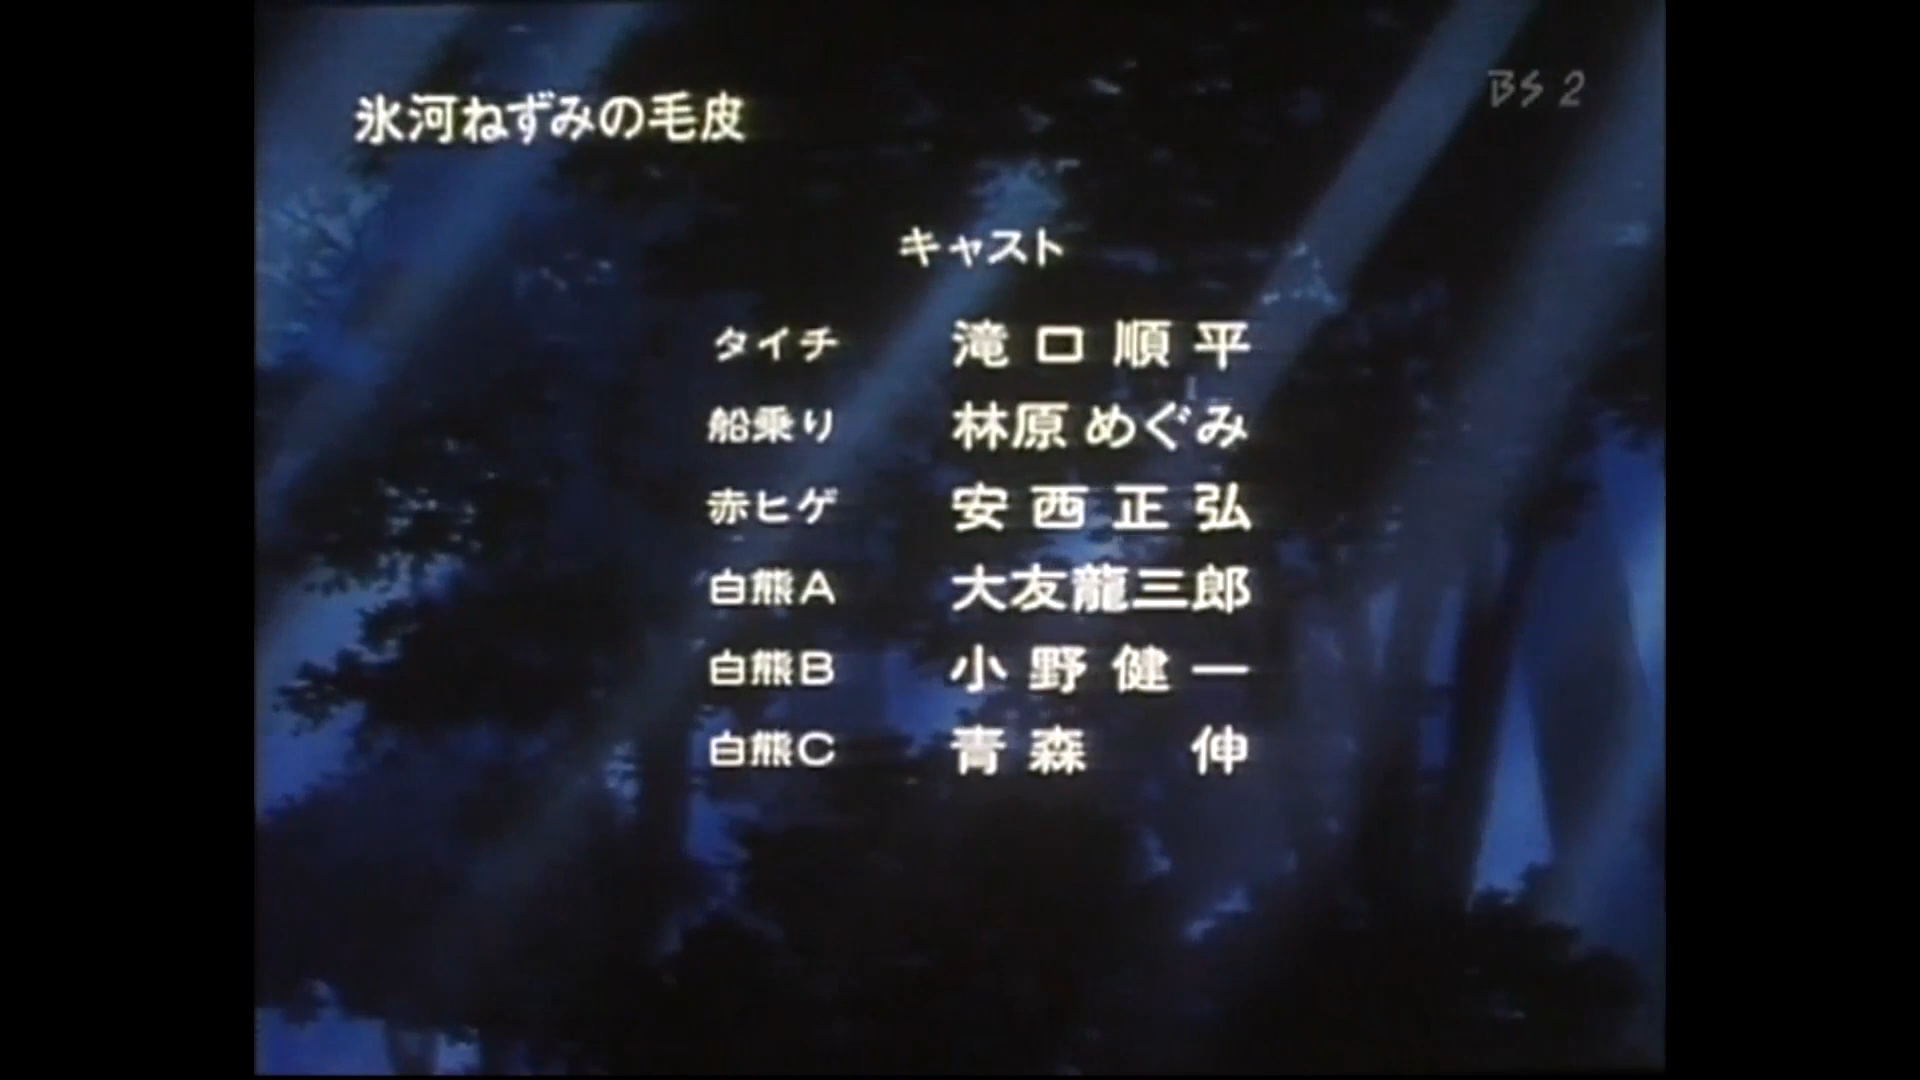 BS 2
氷河ねずみの毛皮
キャスト
タイチ 滝口順平
船乗り 林原めぐみ
赤ヒゲ 安西正弘
白熊A 大友龍三郎
白熊B 小野健一
白熊C 青森 伸